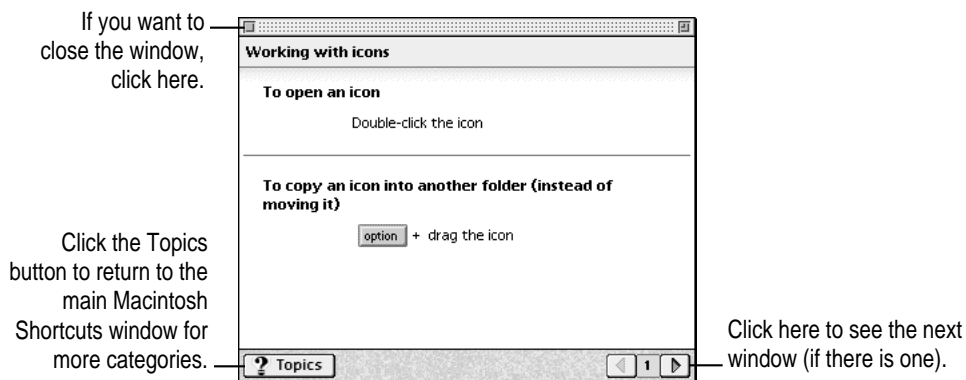 If you want to
close the window,
click here.
Working with icons
To open an icon
Double-click the icon
To copy an icon into another folder (instead of
moving it)
option + drag the icon
Click the Topics
button to return to the
main Macintosh
Shortcuts window for
more categories.
? Topics
1
Click here to see the next
window (if there is one).